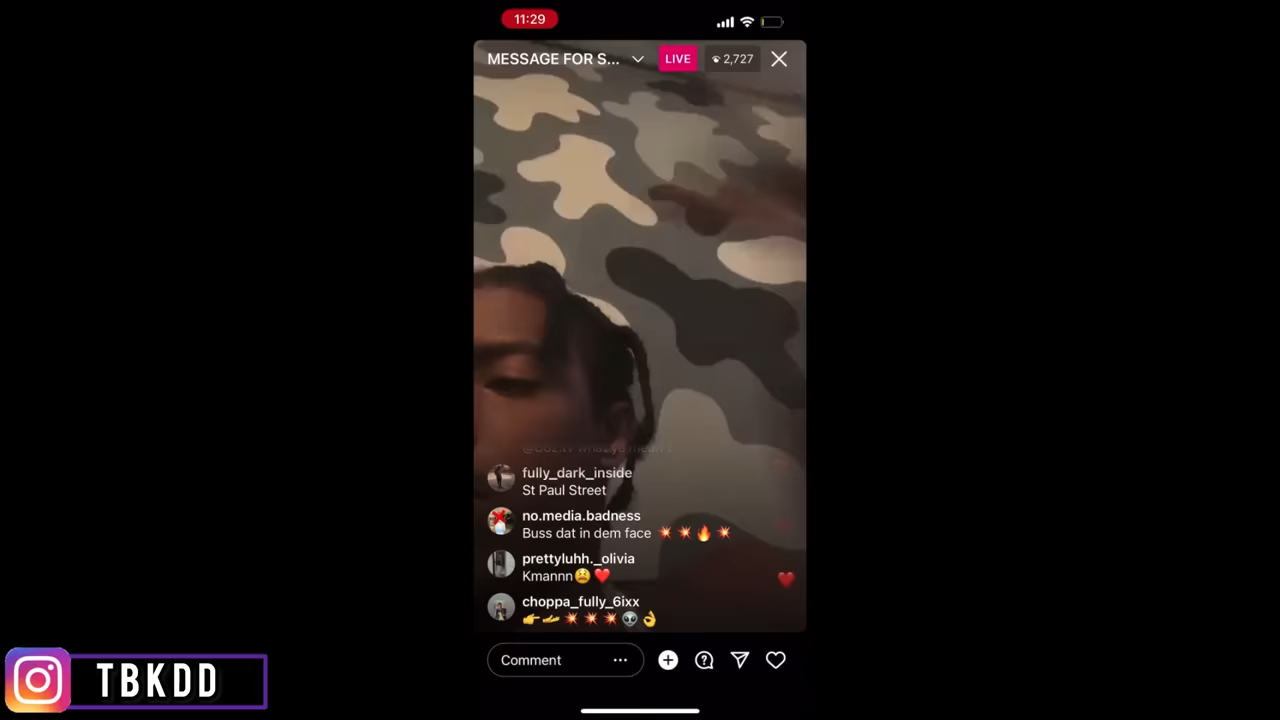 11:29
MESSAGE FOR S... LIVE 2,727
fully_dark_inside
St Paul Street
no.media.badness
Buss dat in dem face 💥 💥 🔥 💥
prettyluhh._olivia
Kmannn😫❤️
choppa_fully_6ixx
👉🫴💥💥💥👽👌
Comment
TBKDD